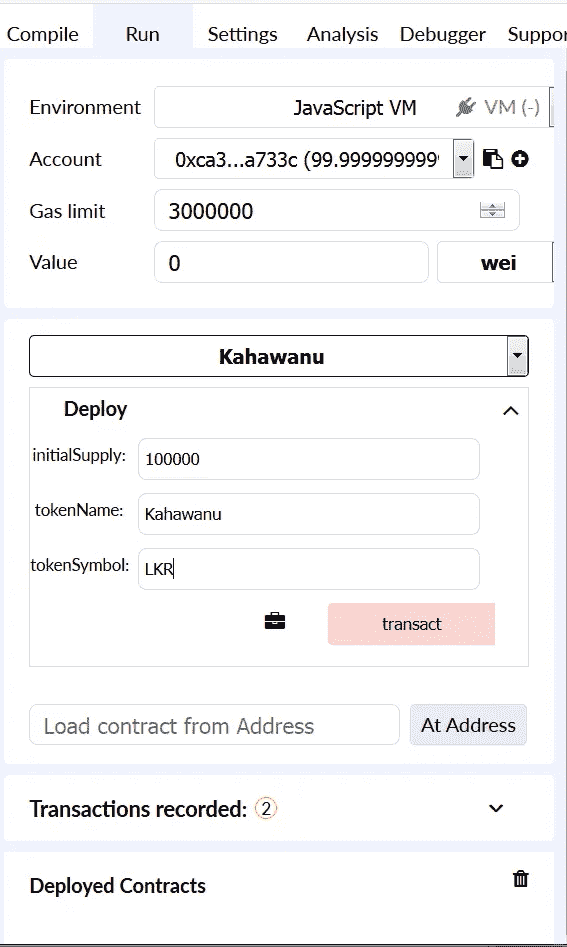 Compile Run Settings Analysis Debugger Suppor
Environment JavaScript VM VM (-)
Account 0xca3...a733c (99.999999999
Gas limit 3000000
Value 0 wei
Kahawanu
Deploy
initialSupply: 100000
tokenName: Kahawanu
tokenSymbol: LKR
transact
Load contract from Address At Address
Transactions recorded: 2
Deployed Contracts